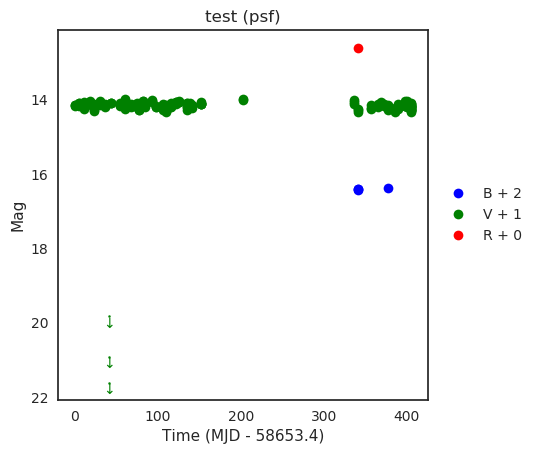 test (psf)
Mag
14
16
18
20
22
0
100
200
300
400
Time (MJD - 58653.4)
B + 2
V + 1
R + 0